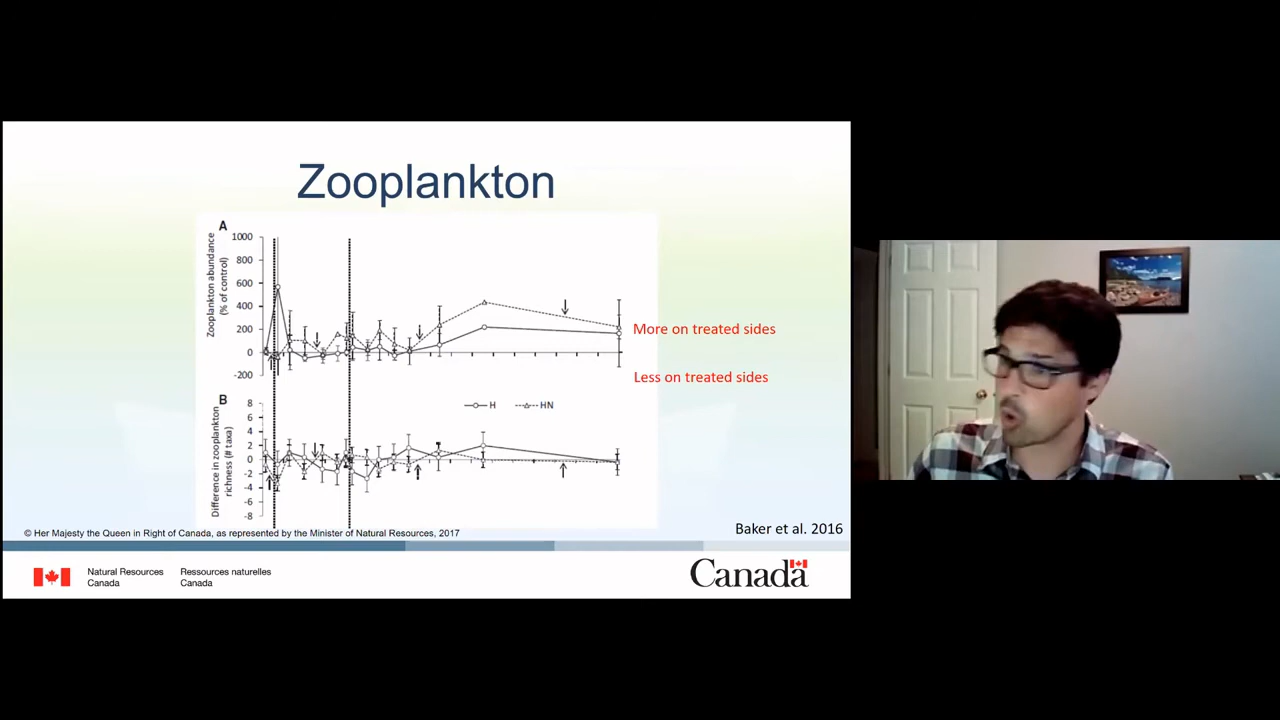 Zooplankton
A
Zooplankton abundance
(% of control)
1000
800
600
400
200
0
-200
More on treated sides
Less on treated sides
B
Difference in zooplankton
richness (# taxa)
8
6
4
2
0
-2
-4
-6
-8
H
HN
© Her Majesty the Queen in Right of Canada, as represented by the Minister of Natural Resources, 2017
Baker et al. 2016
Natural Resources
Canada
Ressources naturelles
Canada
Canada